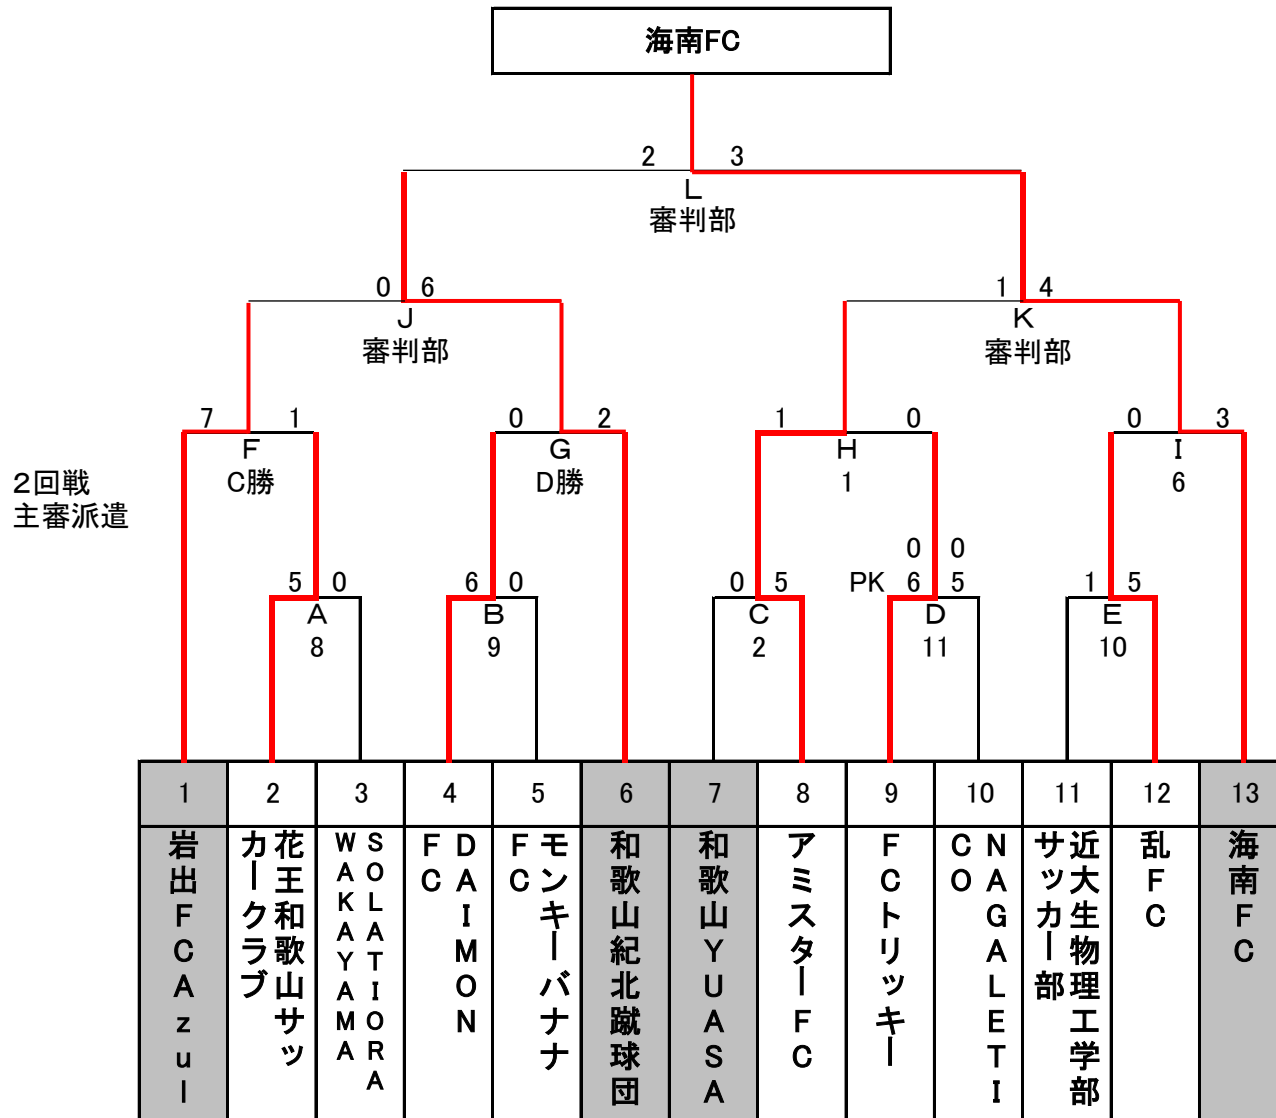 海南FC
2 3
L
審判部
0 6 1 4
J K
審判部 審判部
7 1 0 2 1 0 0 3
F G H I
2回戦 C勝 D勝 1 6
主審派遣
0 0
5 0 6 0 0 5 PK 6 5 1 5
A B C D E
8 9 2 11 10
1 2 3 4 5 6 7 8 9 10 11 12 13
岩出FCAzul
花王和歌山サッ
カークラブ
SOLATIORA
WAKAYAMA
DAIMON
FC
モンキーバナナ
FC
和歌山紀北蹴球団
和歌山YUASA
アミスターFC
FCトリッキー
NAGALETI
CO
近大生物理工学部
サッカー部
乱FC
海南FC